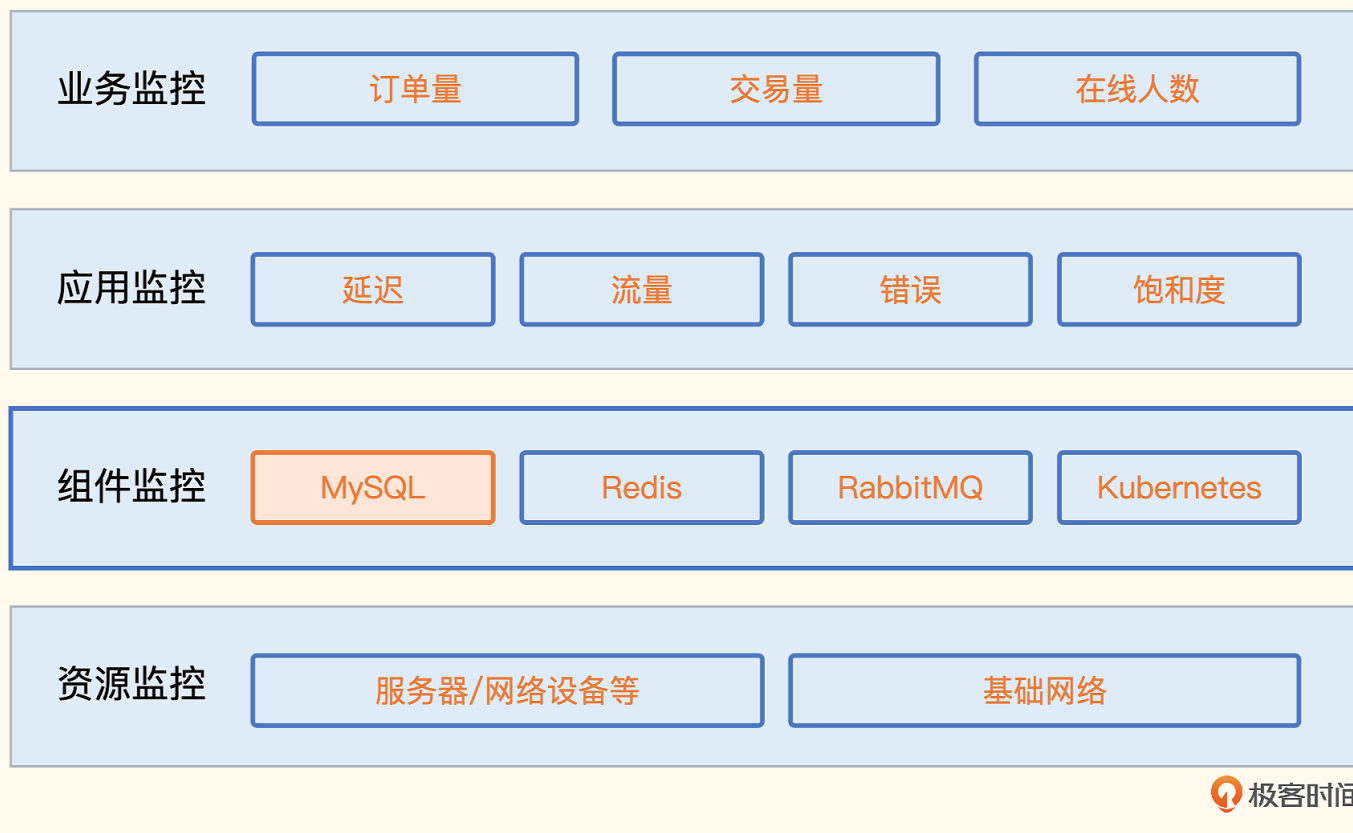 业务监控
订单量
交易量
在线人数
应用监控
延迟
流量
错误
饱和度
组件监控
MySQL
Redis
RabbitMQ
Kubernetes
资源监控
服务器/网络设备等
基础网络
极客时间